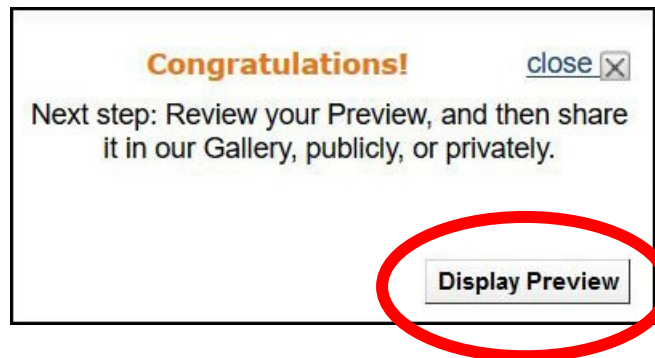 Congratulations!
close
Next step: Review your Preview, and then share
it in our Gallery, publicly, or privately.
Display Preview